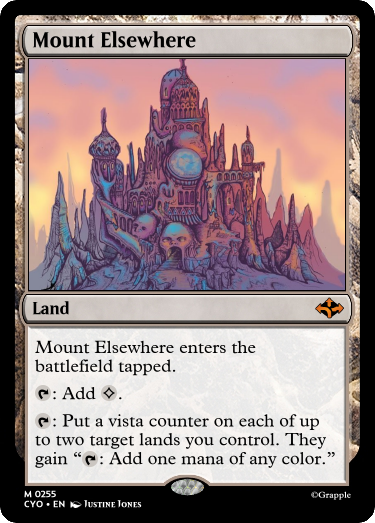 Mount Elsewhere
Land
Mount Elsewhere enters the
battlefield tapped.
: Add .
: Put a vista counter on each of up
to two target lands you control. They
gain “: Add one mana of any color.”
M 0255
CYO • EN Justine Jones
©Grapple